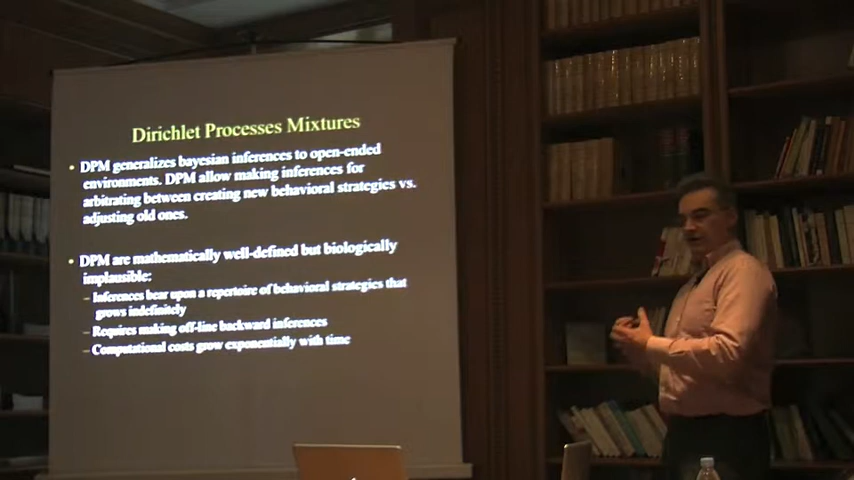 Dirichlet Processes Mixtures
• DPM generalizes bayesian inferences to open-ended
environments. DPM allow making inferences for
arbitrating between creating new behavioral strategies vs.
adjusting old ones.
• DPM are mathematically well-defined but biologically
implausible:
– Inferences bear upon a repertoire of behavioral strategies that
grows indefinitely
– Requires making off-line backward inferences
– Computational costs grow exponentially with time